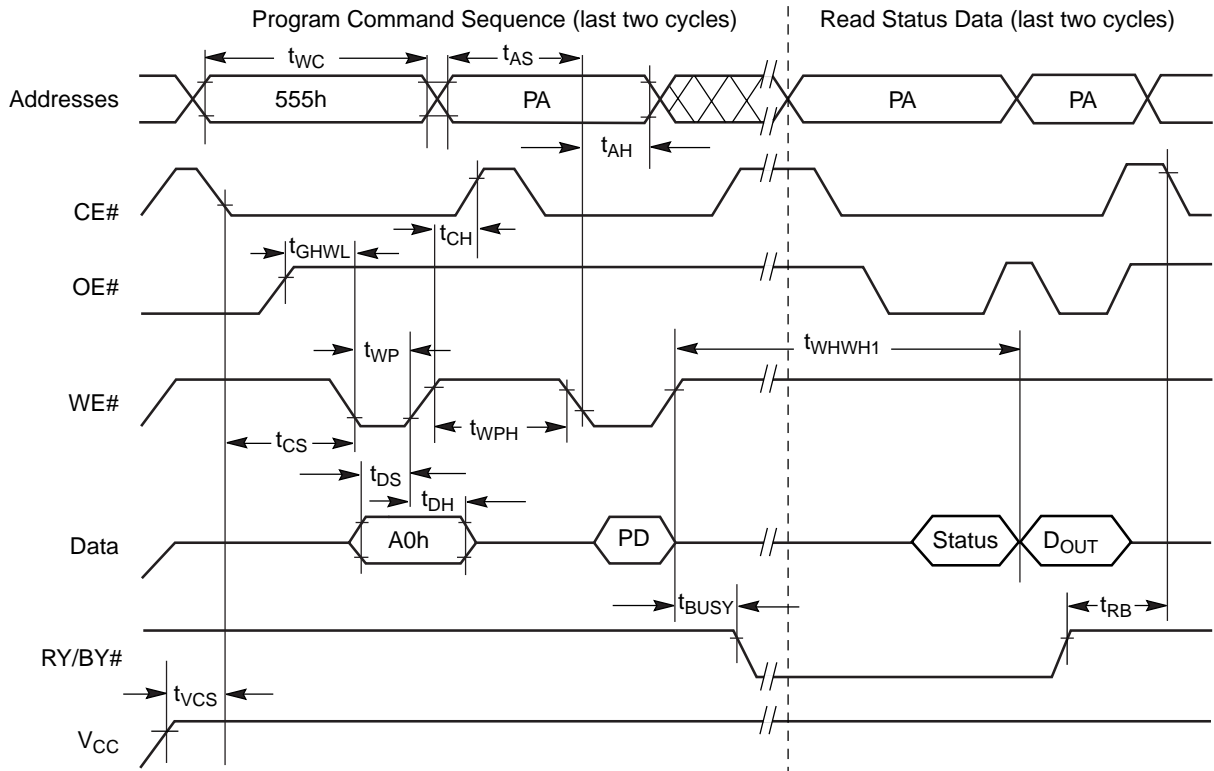 Program Command Sequence (last two cycles) Read Status Data (last two cycles)
tWC tAS
Addresses 555h PA PA PA
tAH
CE#
tCH
tGHWL
OE#
tWP tWHWH1
WE#
tCS tWPH
tDS
tDH
Data A0h PD Status DOUT
tBUSY tRB
RY/BY#
tVCS
VCC